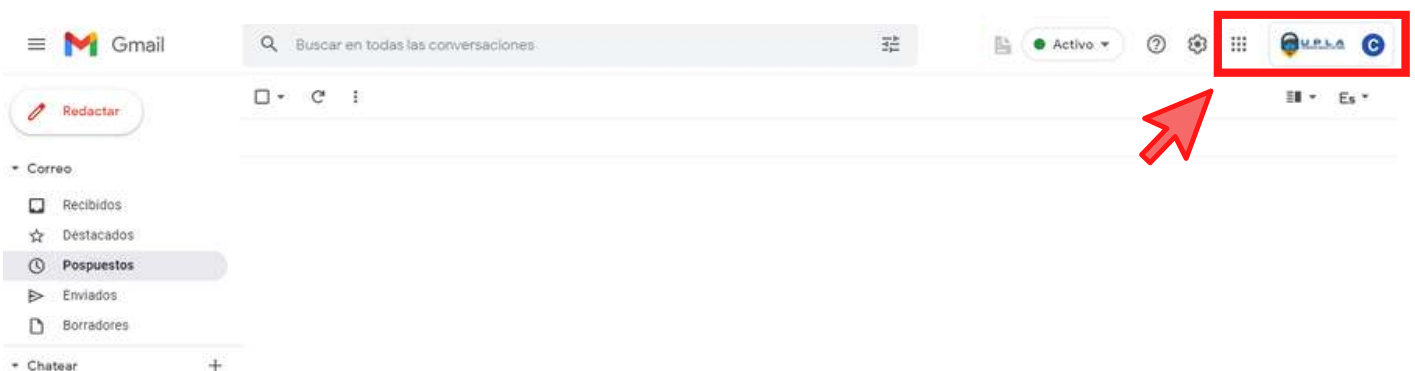 Gmail
Buscar en todas las conversaciones
Activo
U.P.L.A
C
Redactar
Es
Correo
Recibidos
Destacados
Pospuestos
Enviados
Borradores
Chatear